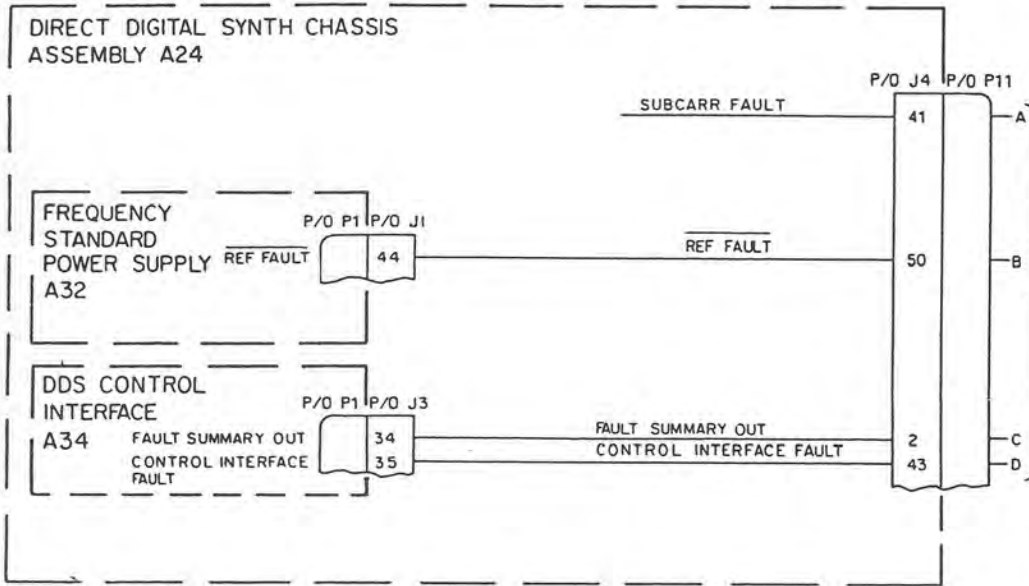 DIRECT DIGITAL SYNTH CHASSIS
ASSEMBLY A24
P/O J4 P/O P11
SUBCARR FAULT
41
A
FREQUENCY
STANDARD
POWER SUPPLY
A32
P/O P1 P/O J1
REF FAULT
44
REF FAULT
50
B
DDS CONTROL
INTERFACE
A34
P/O P1 P/O J3
FAULT SUMMARY OUT
34
FAULT SUMMARY OUT
2
C
CONTROL INTERFACE
FAULT
35
CONTROL INTERFACE FAULT
43
D